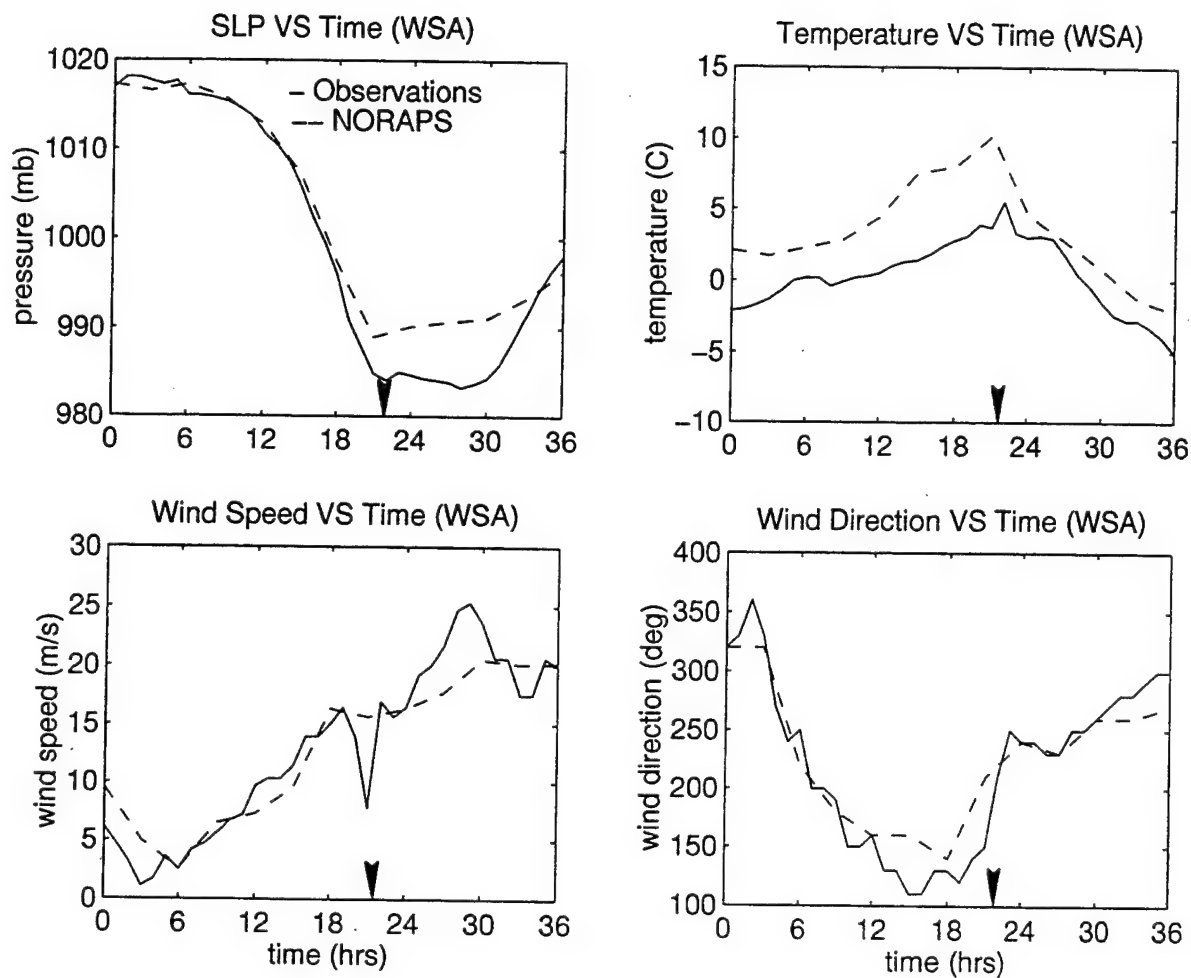 SLP VS Time (WSA)
1020
1010
1000
990
980
pressure (mb)
– Observations
-- NORAPS
0 6 12 18 24 30 36
Temperature VS Time (WSA)
15
10
5
0
−5
−10
temperature (C)
0 6 12 18 24 30 36
Wind Speed VS Time (WSA)
30
25
20
15
10
5
0
wind speed (m/s)
0 6 12 18 24 30 36
time (hrs)
Wind Direction VS Time (WSA)
400
350
300
250
200
150
100
wind direction (deg)
0 6 12 18 24 30 36
time (hrs)